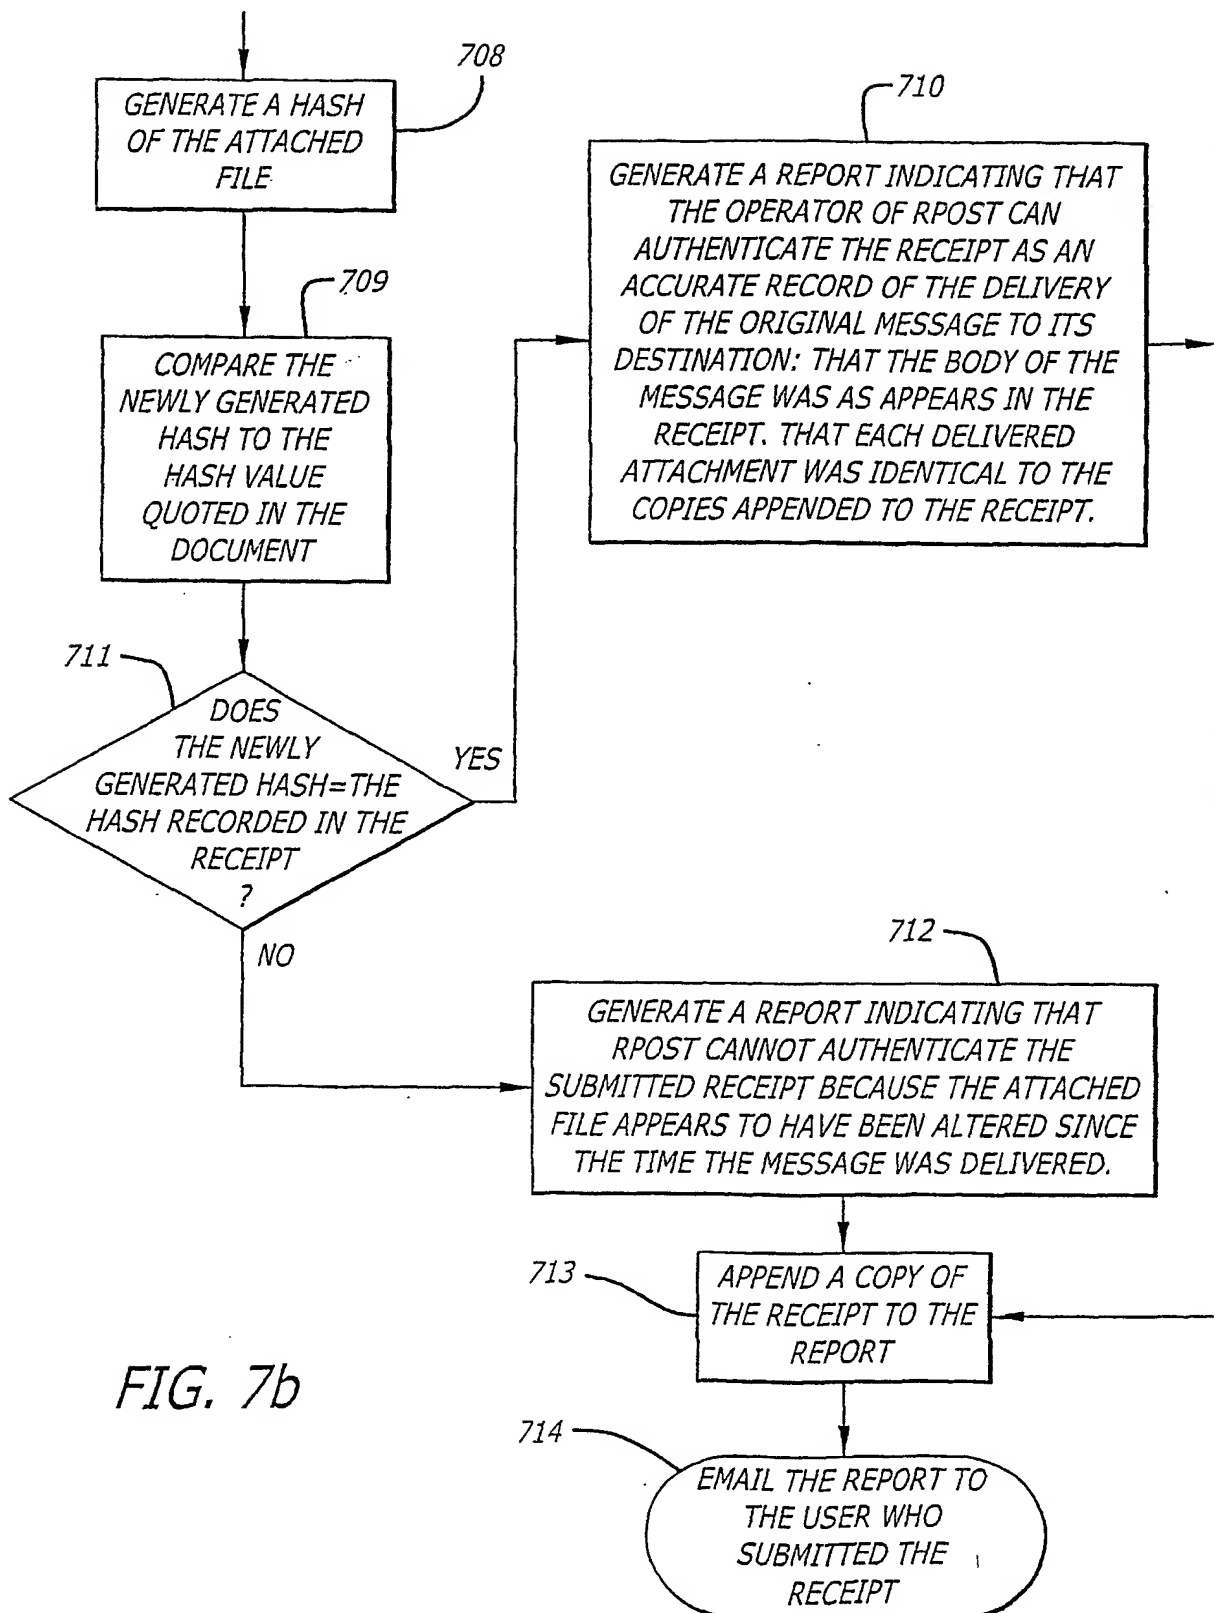 708
GENERATE A HASH
OF THE ATTACHED
FILE
709
COMPARE THE
NEWLY GENERATED
HASH TO THE
HASH VALUE
QUOTED IN THE
DOCUMENT
711
DOES
THE NEWLY
GENERATED HASH=THE
HASH RECORDED IN THE
RECEIPT
?
YES
NO
710
GENERATE A REPORT INDICATING THAT
THE OPERATOR OF RPOST CAN
AUTHENTICATE THE RECEIPT AS AN
ACCURATE RECORD OF THE DELIVERY
OF THE ORIGINAL MESSAGE TO ITS
DESTINATION: THAT THE BODY OF THE
MESSAGE WAS AS APPEARS IN THE
RECEIPT. THAT EACH DELIVERED
ATTACHMENT WAS IDENTICAL TO THE
COPIES APPENDED TO THE RECEIPT.
712
GENERATE A REPORT INDICATING THAT
RPOST CANNOT AUTHENTICATE THE
SUBMITTED RECEIPT BECAUSE THE ATTACHED
FILE APPEARS TO HAVE BEEN ALTERED SINCE
THE TIME THE MESSAGE WAS DELIVERED.
713
APPEND A COPY OF
THE RECEIPT TO THE
REPORT
714
EMAIL THE REPORT TO
THE USER WHO
SUBMITTED THE
RECEIPT
FIG. 7b